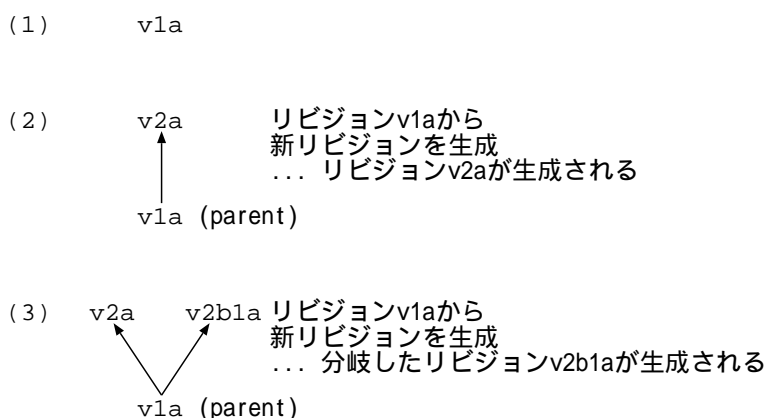 (1) v1a
(2) v2a リビジョンv1aから
新リビジョンを生成
... リビジョンv2aが生成される
v1a (parent)
(3) v2a v2b1a リビジョンv1aから
新リビジョンを生成
... 分岐したリビジョンv2b1aが生成される
v1a (parent)